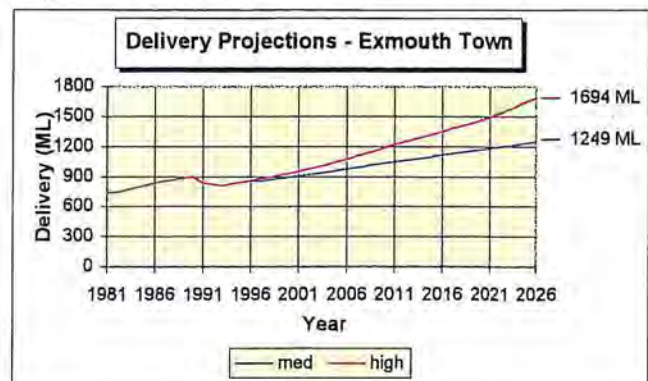 Delivery Projections - Exmouth Town
Delivery (ML)
1800
1500
1200
900
600
300
0
1694 ML
1249 ML
1981 1986 1991 1996 2001 2006 2011 2016 2021 2026
Year
med high